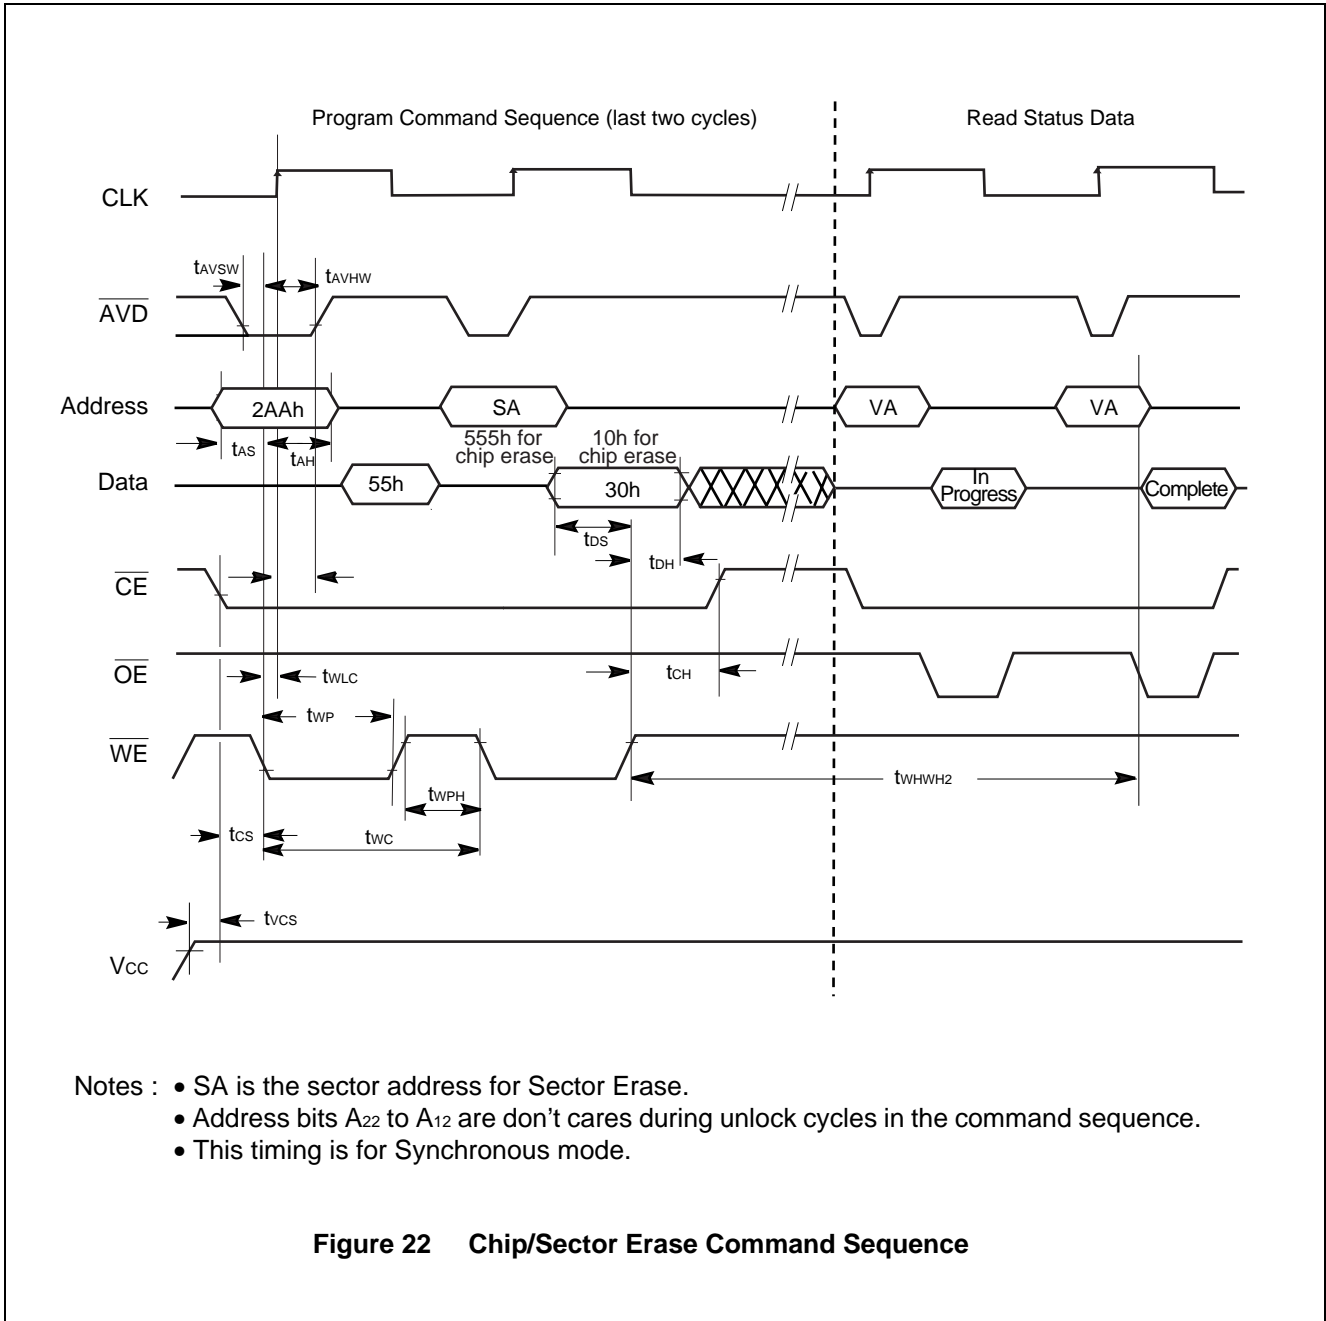 Program Command Sequence (last two cycles) Read Status Data
CLK
tAVSW tAVHW
AVD
Address 2AAh SA VA VA
tAS tAH 555h for chip erase 10h for chip erase
Data 55h 30h In Progress Complete
tDS tDH
CE
OE tWLC tCH
tWP
WE
tWPH tWHWH2
tCS tWC
tVCS
VCC
Notes : • SA is the sector address for Sector Erase.
• Address bits A22 to A12 are don't cares during unlock cycles in the command sequence.
• This timing is for Synchronous mode.
Figure 22 Chip/Sector Erase Command Sequence